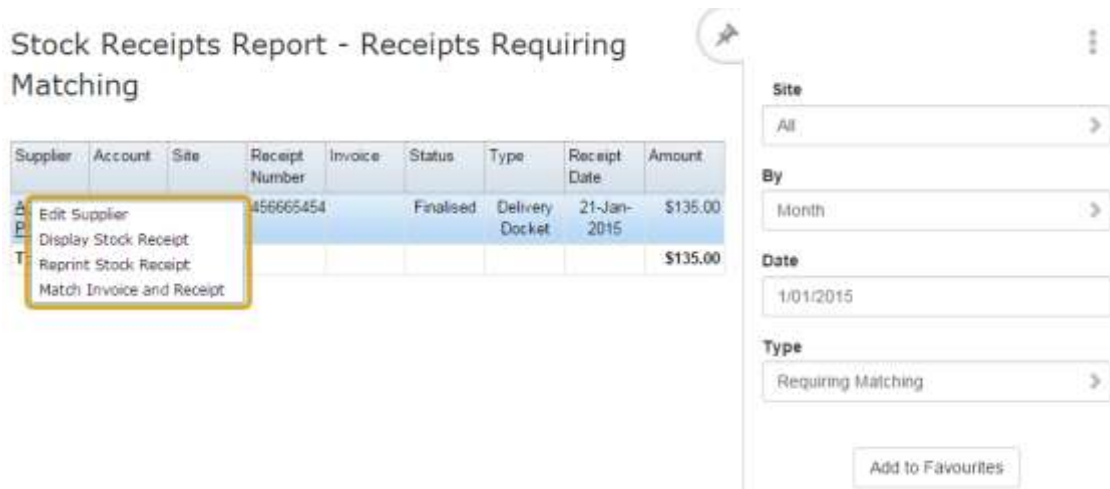 Stock Receipts Report - Receipts Requiring
Matching
Supplier Account Site Receipt Number Invoice Status Type Receipt Date Amount
456665454 Finalised Delivery Docket 21-Jan-2015 $135.00
$135.00
Edit Supplier
Display Stock Receipt
Reprint Stock Receipt
Match Invoice and Receipt
Site
All
By
Month
Date
1/01/2015
Type
Requiring Matching
Add to Favourites